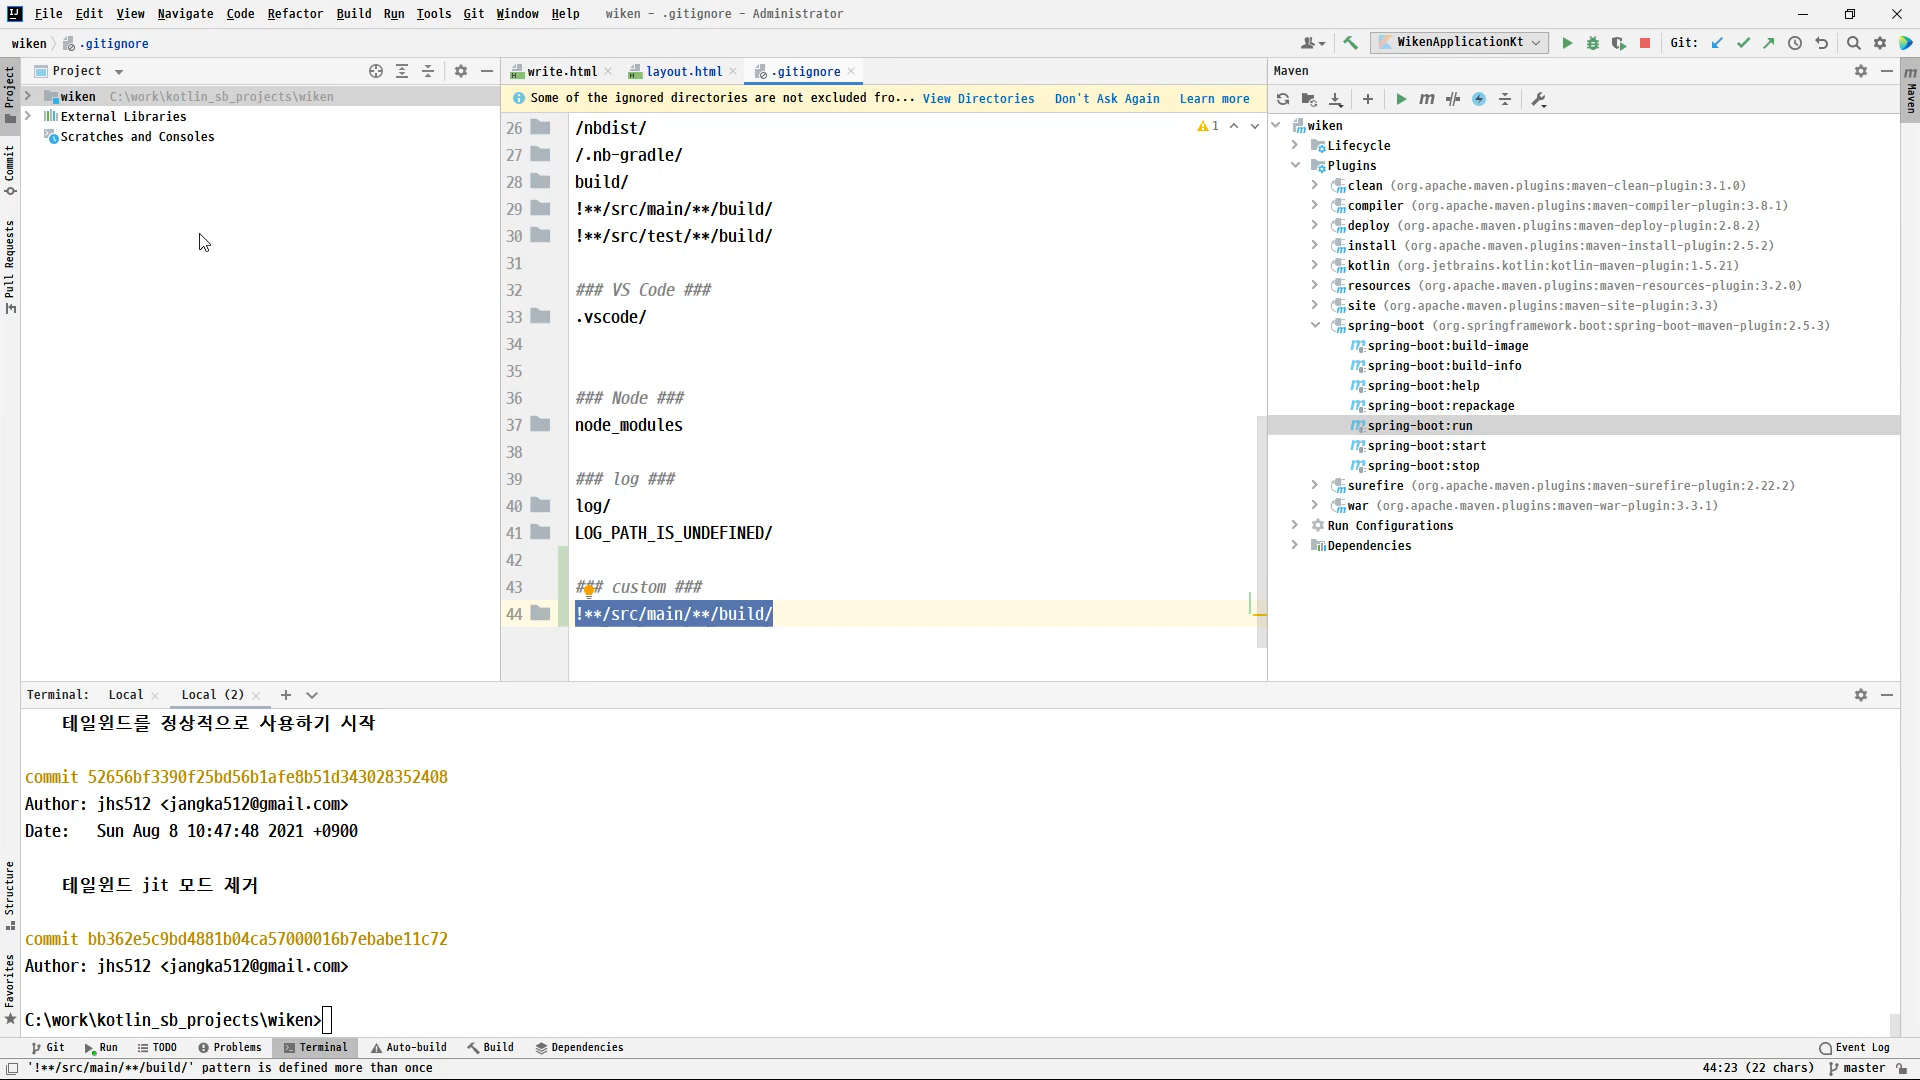 File Edit View Navigate Code Refactor Build Run Tools Git Window Help wiken - .gitignore - Administrator
wiken .gitignore WikenApplicationKt Git:
Project write.html layout.html .gitignore Maven
wiken C:\work\kotlin_sb_projects\wiken
External Libraries
Scratches and Consoles
Some of the ignored directories are not excluded fro... View Directories Don't Ask Again Learn more
26 /nbdist/
27 /.nb-gradle/
28 build/
29 !**/src/main/**/build/
30 !**/src/test/**/build/
31
32 ### VS Code ###
33 .vscode/
34
35
36 ### Node ###
37 node_modules
38
39 ### log ###
40 log/
41 LOG_PATH_IS_UNDEFINED/
42
43 ### custom ###
44 !**/src/main/**/build/
1
wiken
Lifecycle
Plugins
clean (org.apache.maven.plugins:maven-clean-plugin:3.1.0)
compiler (org.apache.maven.plugins:maven-compiler-plugin:3.8.1)
deploy (org.apache.maven.plugins:maven-deploy-plugin:2.8.2)
install (org.apache.maven.plugins:maven-install-plugin:2.5.2)
kotlin (org.jetbrains.kotlin:kotlin-maven-plugin:1.5.21)
resources (org.apache.maven.plugins:maven-resources-plugin:3.2.0)
site (org.apache.maven.plugins:maven-site-plugin:3.3)
spring-boot (org.springframework.boot:spring-boot-maven-plugin:2.5.3)
spring-boot:build-image
spring-boot:build-info
spring-boot:help
spring-boot:repackage
spring-boot:run
spring-boot:start
spring-boot:stop
surefire (org.apache.maven.plugins:maven-surefire-plugin:2.22.2)
war (org.apache.maven.plugins:maven-war-plugin:3.3.1)
Run Configurations
Dependencies
Project
Commit
Pull Requests
Structure
Favorites
Maven
Terminal: Local Local (2)
테일윈드를 정상적으로 사용하기 시작
commit 52656bf3390f25bd56b1afe8b51d343028352408
Author: jhs512 <jangka512@gmail.com>
Date: Sun Aug 8 10:47:48 2021 +0900
테일윈드 jit 모드 제거
commit bb362e5c9bd4881b04ca57000016b7ebabe11c72
Author: jhs512 <jangka512@gmail.com>
C:\work\kotlin_sb_projects\wiken>
Git Run TODO Problems Terminal Auto-build Build Dependencies Event Log
'!**/src/main/**/build/' pattern is defined more than once 44:23 (22 chars) master